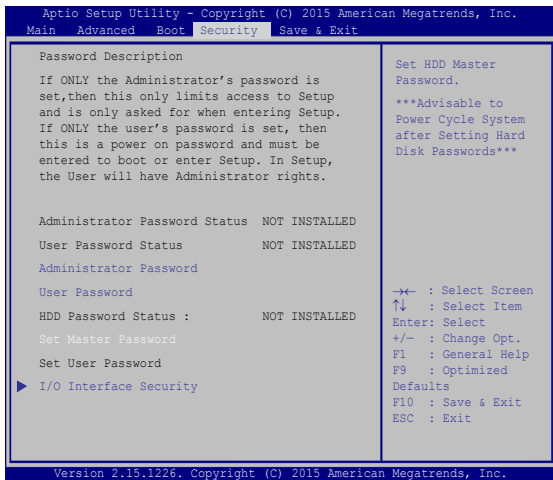 Aptio Setup Utility - Copyright (C) 2015 American Megatrends, Inc.
Main Advanced Boot Security Save & Exit
Password Description
If ONLY the Administrator's password is
set,then this only limits access to Setup
and is only asked for when entering Setup.
If ONLY the user's password is set, then
this is a power on password and must be
entered to boot or enter Setup. In Setup,
the User will have Administrator rights.
Administrator Password Status NOT INSTALLED
User Password Status NOT INSTALLED
Administrator Password
User Password
HDD Password Status : NOT INSTALLED
Set Master Password
Set User Password
I/O Interface Security
Set HDD Master
Password.
***Advisable to
Power Cycle System
after Setting Hard
Disk Passwords***
→← : Select Screen
↑↓ : Select Item
Enter: Select
+/— : Change Opt.
F1 : General Help
F9 : Optimized
Defaults
F10 : Save & Exit
ESC : Exit
Version 2.15.1226. Copyright (C) 2015 American Megatrends, Inc.